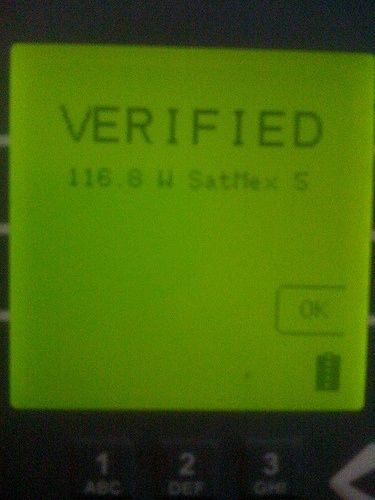 VERIFIED
116.8 W SatMex 5
OK
1 2 3
ABC DEF GHI